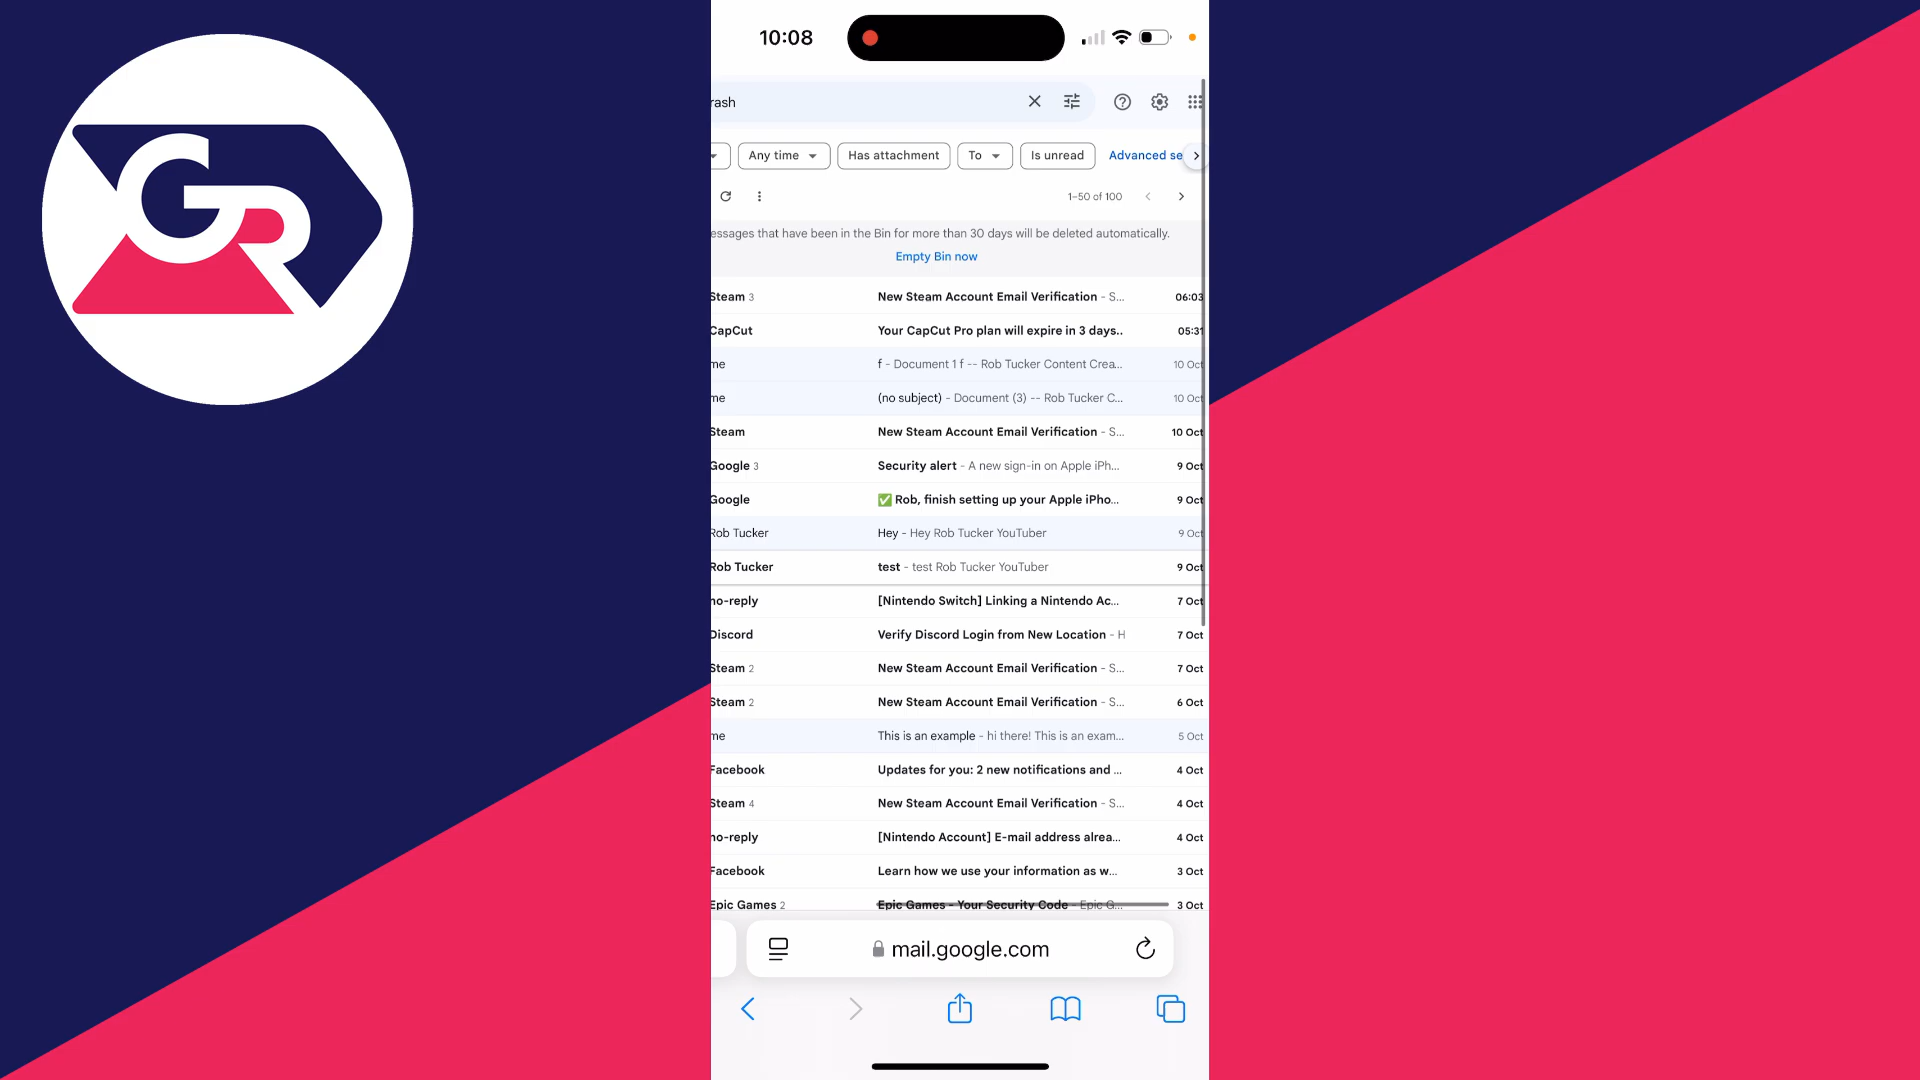 GR
10:08
rash
Any time
Has attachment
To
Is unread
Advanced se
1–50 of 100
essages that have been in the Bin for more than 30 days will be deleted automatically.
Empty Bin now
Steam 3 New Steam Account Email Verification - S... 06:03
CapCut Your CapCut Pro plan will expire in 3 days.. 05:31
me f - Document 1 f -- Rob Tucker Content Crea... 10 Oct
me (no subject) - Document (3) -- Rob Tucker C... 10 Oct
Steam New Steam Account Email Verification - S... 10 Oct
Google 3 Security alert - A new sign-in on Apple iPh... 9 Oct
Google ✅ Rob, finish setting up your Apple iPho... 9 Oct
Rob Tucker Hey - Hey Rob Tucker YouTuber 9 Oct
Rob Tucker test - test Rob Tucker YouTuber 9 Oct
no-reply [Nintendo Switch] Linking a Nintendo Ac... 7 Oct
Discord Verify Discord Login from New Location - H 7 Oct
Steam 2 New Steam Account Email Verification - S... 7 Oct
Steam 2 New Steam Account Email Verification - S... 6 Oct
me This is an example - hi there! This is an exam... 5 Oct
Facebook Updates for you: 2 new notifications and ... 4 Oct
Steam 4 New Steam Account Email Verification - S... 4 Oct
no-reply [Nintendo Account] E-mail address alrea... 4 Oct
Facebook Learn how we use your information as w... 3 Oct
Epic Games 2 Epic Games - Your Security Code - Epic G... 3 Oct
mail.google.com